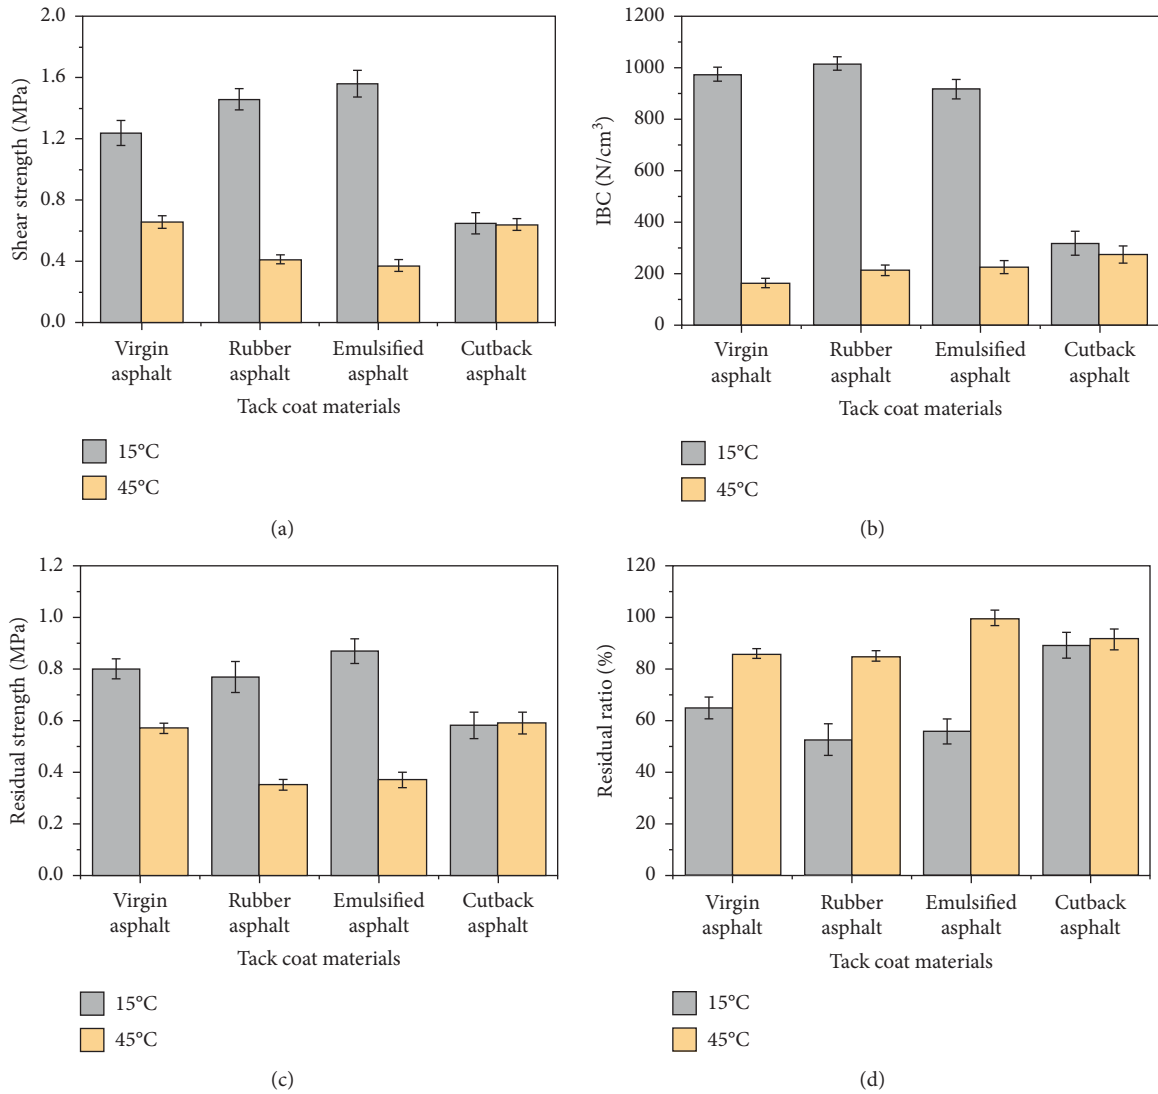 2.0
1.6
1.2
0.8
0.4
0.0
Shear strength (MPa)
Virgin asphalt
Rubber asphalt
Emulsified asphalt
Cutback asphalt
Tack coat materials
15°C
45°C
(a)
1200
1000
800
600
400
200
0
IBC (N/cm³)
Virgin asphalt
Rubber asphalt
Emulsified asphalt
Cutback asphalt
Tack coat materials
15°C
45°C
(b)
1.2
1.0
0.8
0.6
0.4
0.2
0.0
Residual strength (MPa)
Virgin asphalt
Rubber asphalt
Emulsified asphalt
Cutback asphalt
Tack coat materials
15°C
45°C
(c)
120
100
80
60
40
20
0
Residual ratio (%)
Virgin asphalt
Rubber asphalt
Emulsified asphalt
Cutback asphalt
Tack coat materials
15°C
45°C
(d)